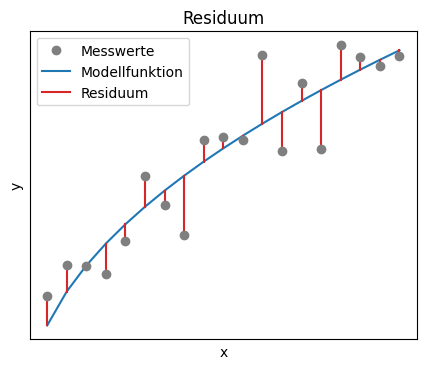 Residuum
Messwerte
Modellfunktion
Residuum
y
x